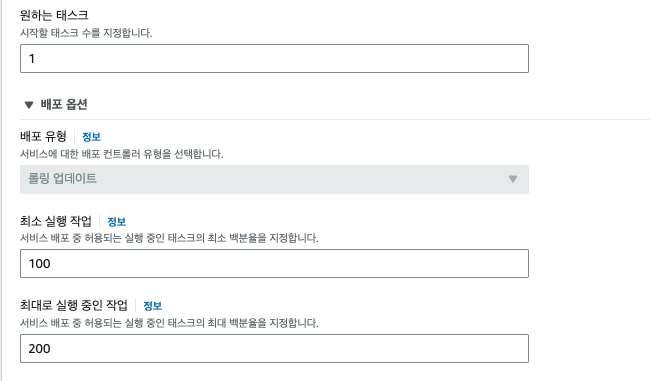 원하는 태스크
시작할 태스크 수를 지정합니다.
1
배포 옵션
배포 유형 정보
서비스에 대한 배포 컨트롤러 유형을 선택합니다.
롤링 업데이트
최소 실행 작업 정보
서비스 배포 중 허용되는 실행 중인 태스크의 최소 백분율을 지정합니다.
100
최대로 실행 중인 작업 정보
서비스 배포 중 허용되는 실행 중인 태스크의 최대 백분율을 지정합니다.
200